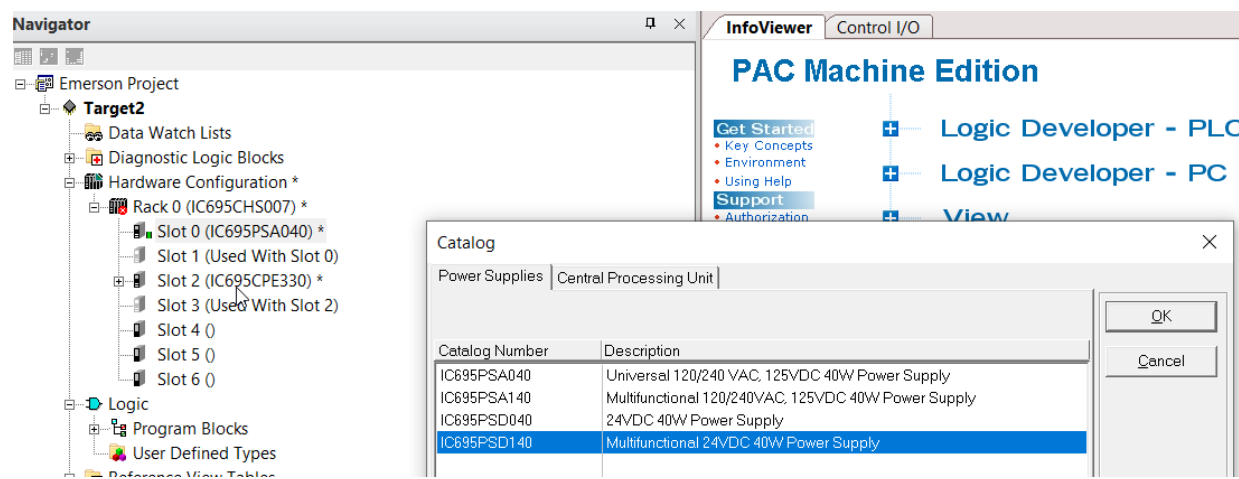 Navigator
Emerson Project
Target2
Data Watch Lists
Diagnostic Logic Blocks
Hardware Configuration *
Rack 0 (IC695CHS007) *
Slot 0 (IC695PSA040) *
Slot 1 (Used With Slot 0)
Slot 2 (IC695CPE330) *
Slot 3 (Used With Slot 2)
Slot 4 ()
Slot 5 ()
Slot 6 ()
Logic
Program Blocks
User Defined Types
Reference View Tables
InfoViewer Control I/O
PAC Machine Edition
Get Started
Key Concepts
Environment
Using Help
Support
Authorization
Logic Developer - PLC
Logic Developer - PC
View
Catalog
Power Supplies Central Processing Unit
Catalog Number Description
IC695PSA040 Universal 120/240 VAC, 125VDC 40W Power Supply
IC695PSA140 Multifunctional 120/240VAC, 125VDC 40W Power Supply
IC695PSD040 24VDC 40W Power Supply
IC695PSD140 Multifunctional 24VDC 40W Power Supply
OK
Cancel